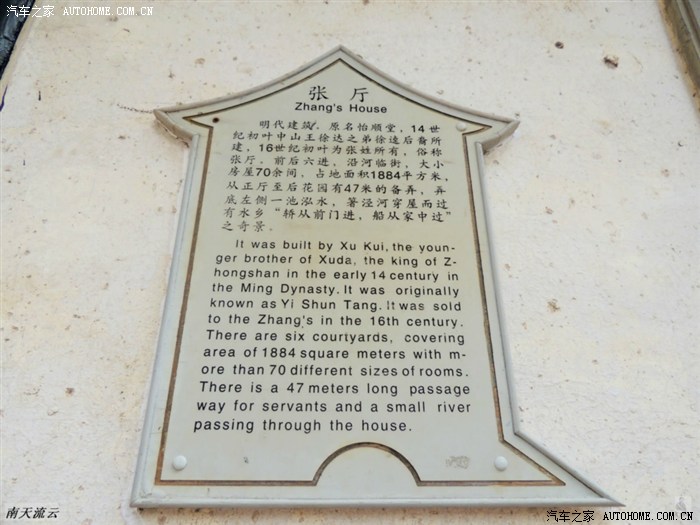 汽车之家 AUTOHOME.COM.CN
张厅
Zhang's House
明代建筑。原名怡顺堂，14世
纪初叶中山王徐达之弟徐逵后裔所
建，16世纪初叶为张姓所有，俗称
张厅。前后六进，沿河临街，大小
房屋70余间，占地面积1884平方米，
从正厅至后花园有47米的备弄，弄
底左侧一池泓水，箸泾河穿屋而过
有水乡“轿从前门进，船从家中过”
之奇景。
It was built by Xu Kui, the youn-
ger brother of Xuda, the king of Z-
hongshan in the early 14 century in
the Ming Dynasty. It was originally
known as Yi Shun Tang. It was sold
to the Zhang's in the 16th century.
There are six courtyards, covering
area of 1884 square meters with m-
ore than 70 different sizes of rooms.
There is a 47 meters long passage
way for servants and a small river
passing through the house.
南天流云
汽车之家 AUTOHOME.COM.CN